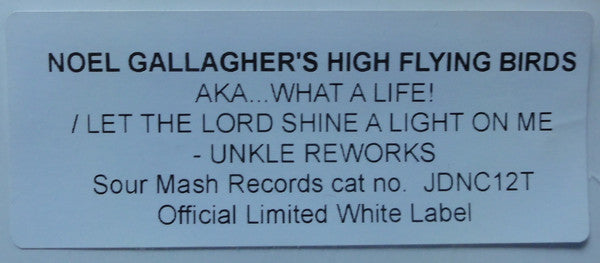 NOEL GALLAGHER'S HIGH FLYING BIRDS
AKA...WHAT A LIFE!
/ LET THE LORD SHINE A LIGHT ON ME
- UNKLE REWORKS
Sour Mash Records cat no.  JDNC12T
Official Limited White Label